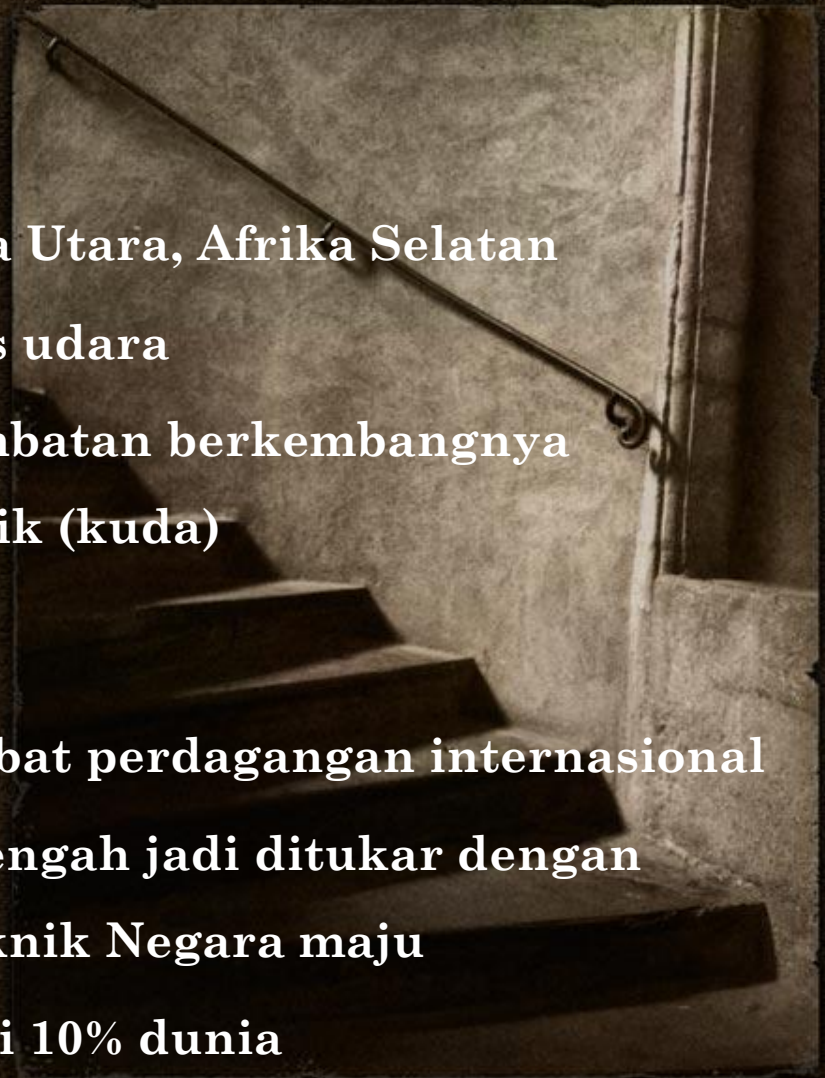 a Utara, Afrika Selatan
s udara
batan berkembangnya
ik (kuda)
bat perdagangan internasional
engah jadi ditukar dengan
knik Negara maju
i 10% dunia